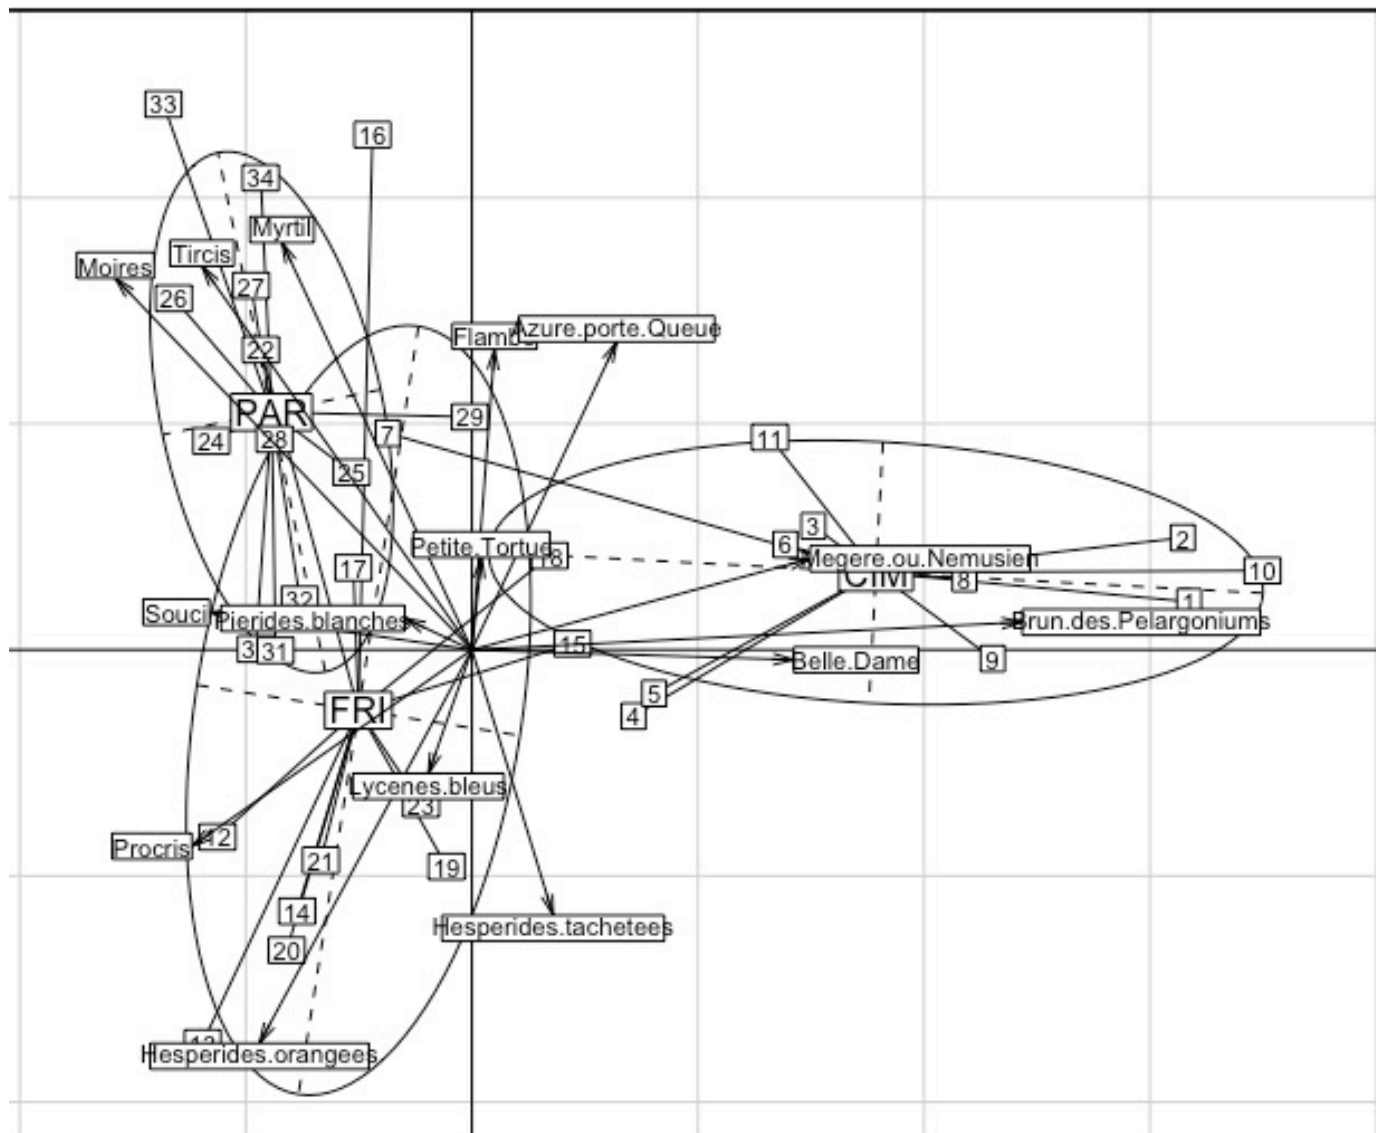 33
16
34
Myrtil
Tircis
Moires
27
26
Azure.porte.Queue
22
PAR
29
7
11
24
28
25
3
2
Petite.Tortue
6
Megere.ou.Nemusien
CIM
8
10
17
1
32
Souci
Pierides.blanches
Brun.des.Pelargoniums
31
15
Belle.Dame
9
5
4
FRI
Lycenes.bleus
23
12
Procris
21
19
14
Hesperides.tachetees
20
Hesperides.orangees